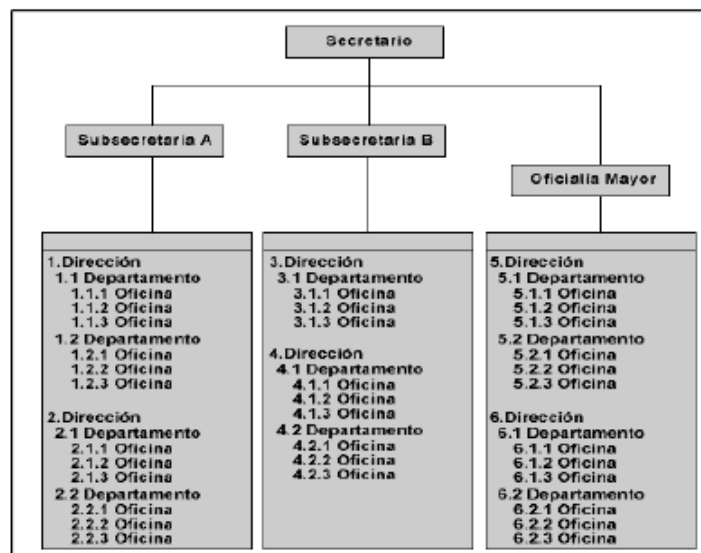 Secretario
Subsecretaria A
Subsecretaria B
Oficialia Mayor
1.Dirección
1.1 Departamento
1.1.1 Oficina
1.1.2 Oficina
1.1.3 Oficina
1.2 Departamento
1.2.1 Oficina
1.2.2 Oficina
1.2.3 Oficina
2.Dirección
2.1 Departamento
2.1.1 Oficina
2.1.2 Oficina
2.1.3 Oficina
2.2 Departamento
2.2.1 Oficina
2.2.2 Oficina
2.2.3 Oficina
3.Dirección
3.1 Departamento
3.1.1 Oficina
3.1.2 Oficina
3.1.3 Oficina
4.Dirección
4.1 Departamento
4.1.1 Oficina
4.1.2 Oficina
4.1.3 Oficina
4.2 Departamento
4.2.1 Oficina
4.2.2 Oficina
4.2.3 Oficina
5.Dirección
5.1 Departamento
5.1.1 Oficina
5.1.2 Oficina
5.1.3 Oficina
5.2 Departamento
5.2.1 Oficina
5.2.2 Oficina
5.2.3 Oficina
6.Dirección
6.1 Departamento
6.1.1 Oficina
6.1.2 Oficina
6.1.3 Oficina
6.2 Departamento
6.2.1 Oficina
6.2.2 Oficina
6.2.3 Oficina